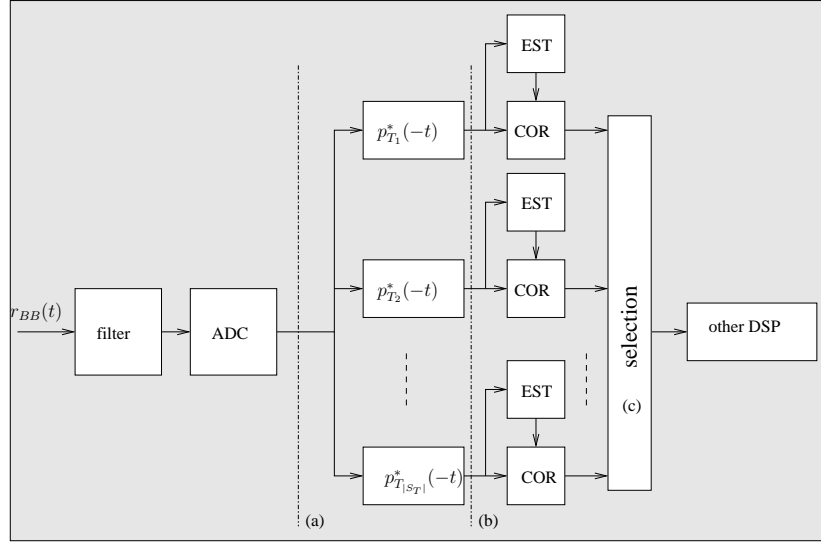 EST
COR
$p^*_{T_1}(-t)$
EST
COR
$p^*_{T_2}(-t)$
$r_{BB}(t)$
filter
ADC
selection
(c)
other DSP
EST
COR
$p^*_{T_{|S_T|}}(-t)$
(a)
(b)